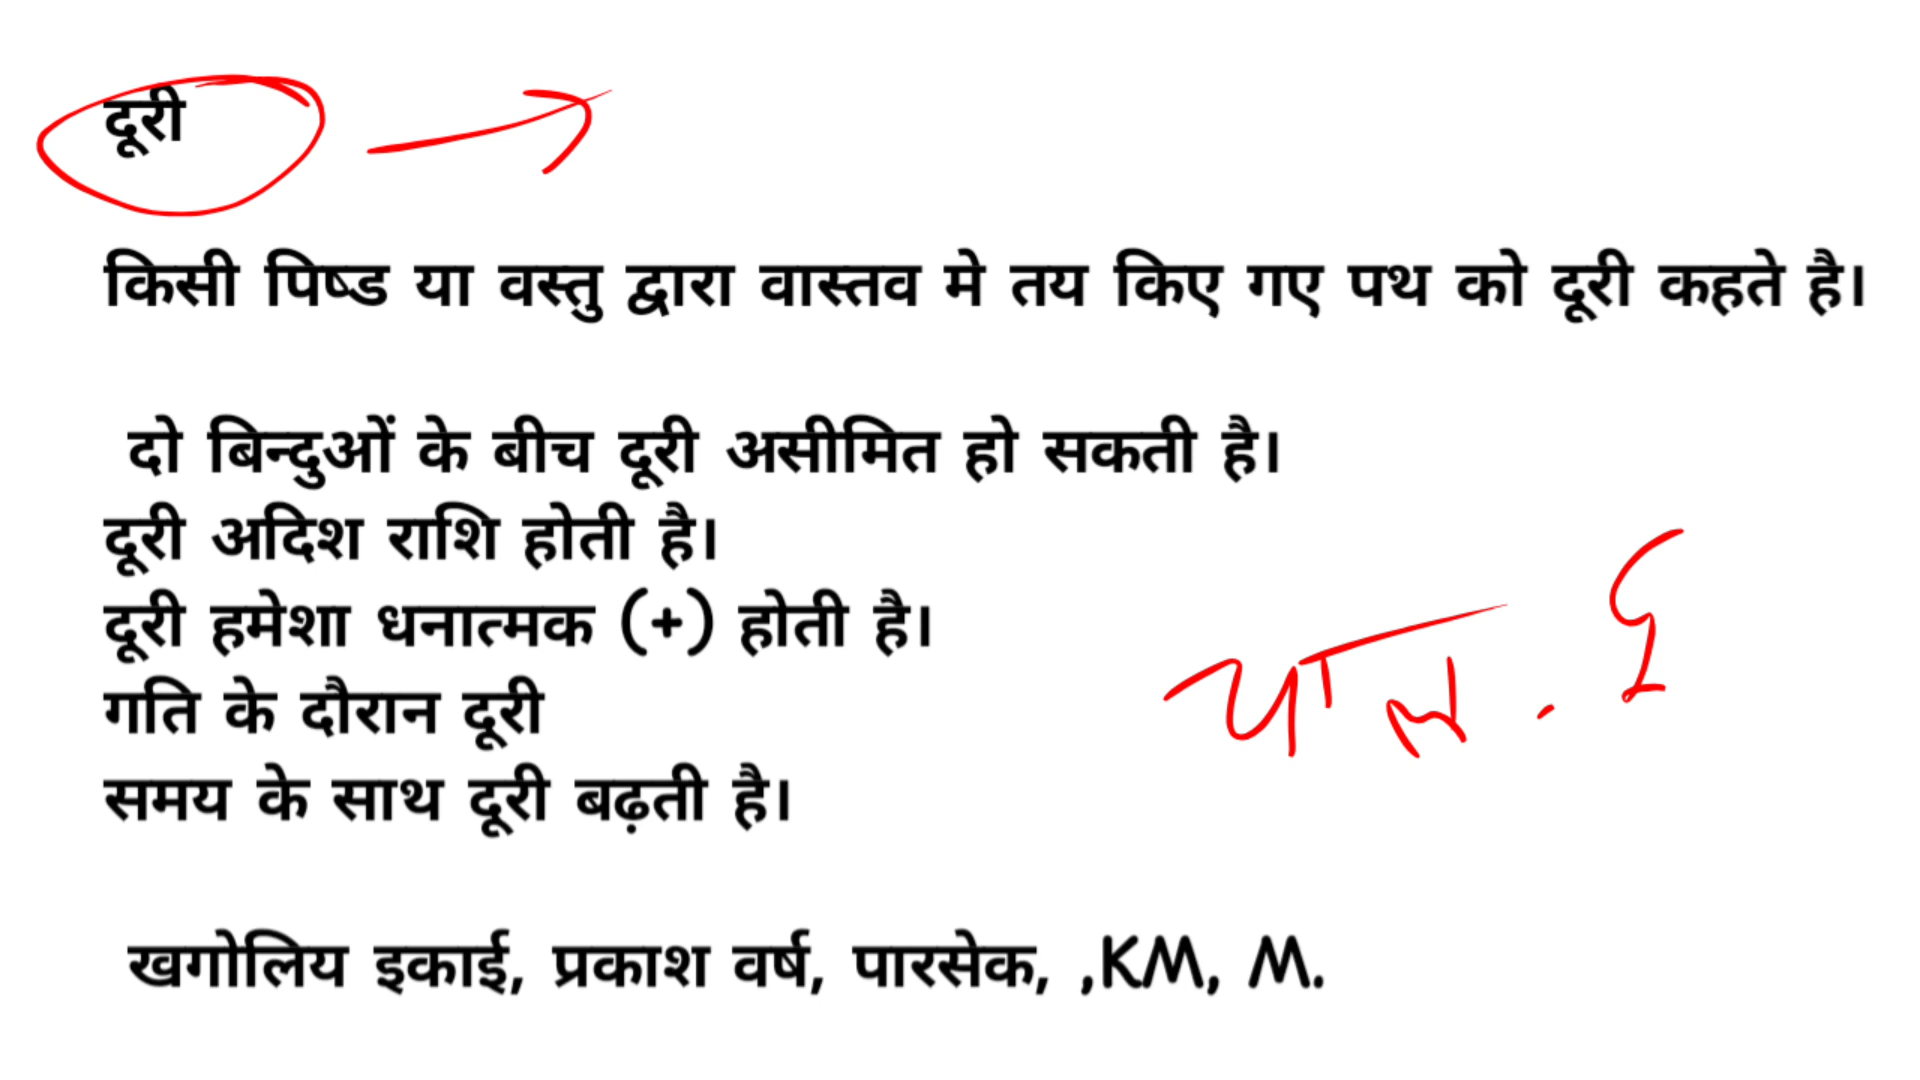 दूरी
किसी पिष्ड या वस्तु द्वारा वास्तव मे तय किए गए पथ को दूरी कहते है।
दो बिन्दुओं के बीच दूरी असीमित हो सकती है।
दूरी अदिश राशि होती है।
दूरी हमेशा धनात्मक (+) होती है।
गति के दौरान दूरी
समय के साथ दूरी बढ़ती है।
खगोलिय इकाई, प्रकाश वर्ष, पारसेक, ,KM, M.